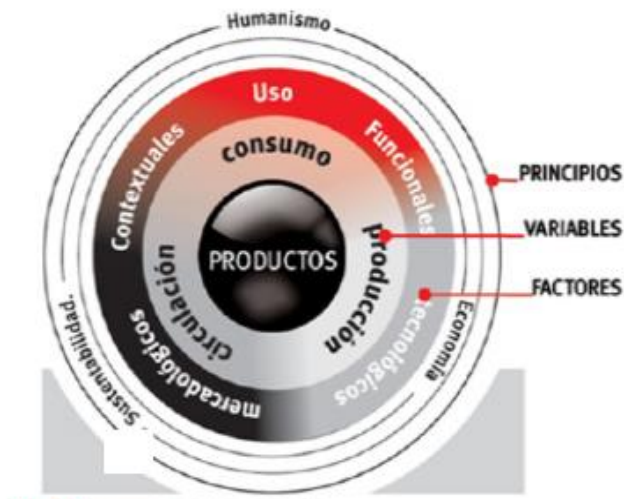 Humanismo
Uso
Contextuales
Funcionales
consumo
PRINCIPIOS
VARIABLES
PRODUCTOS
producción
circulación
FACTORES
tecnológicos
mercadológicos
Economía
Sustentabilidad.